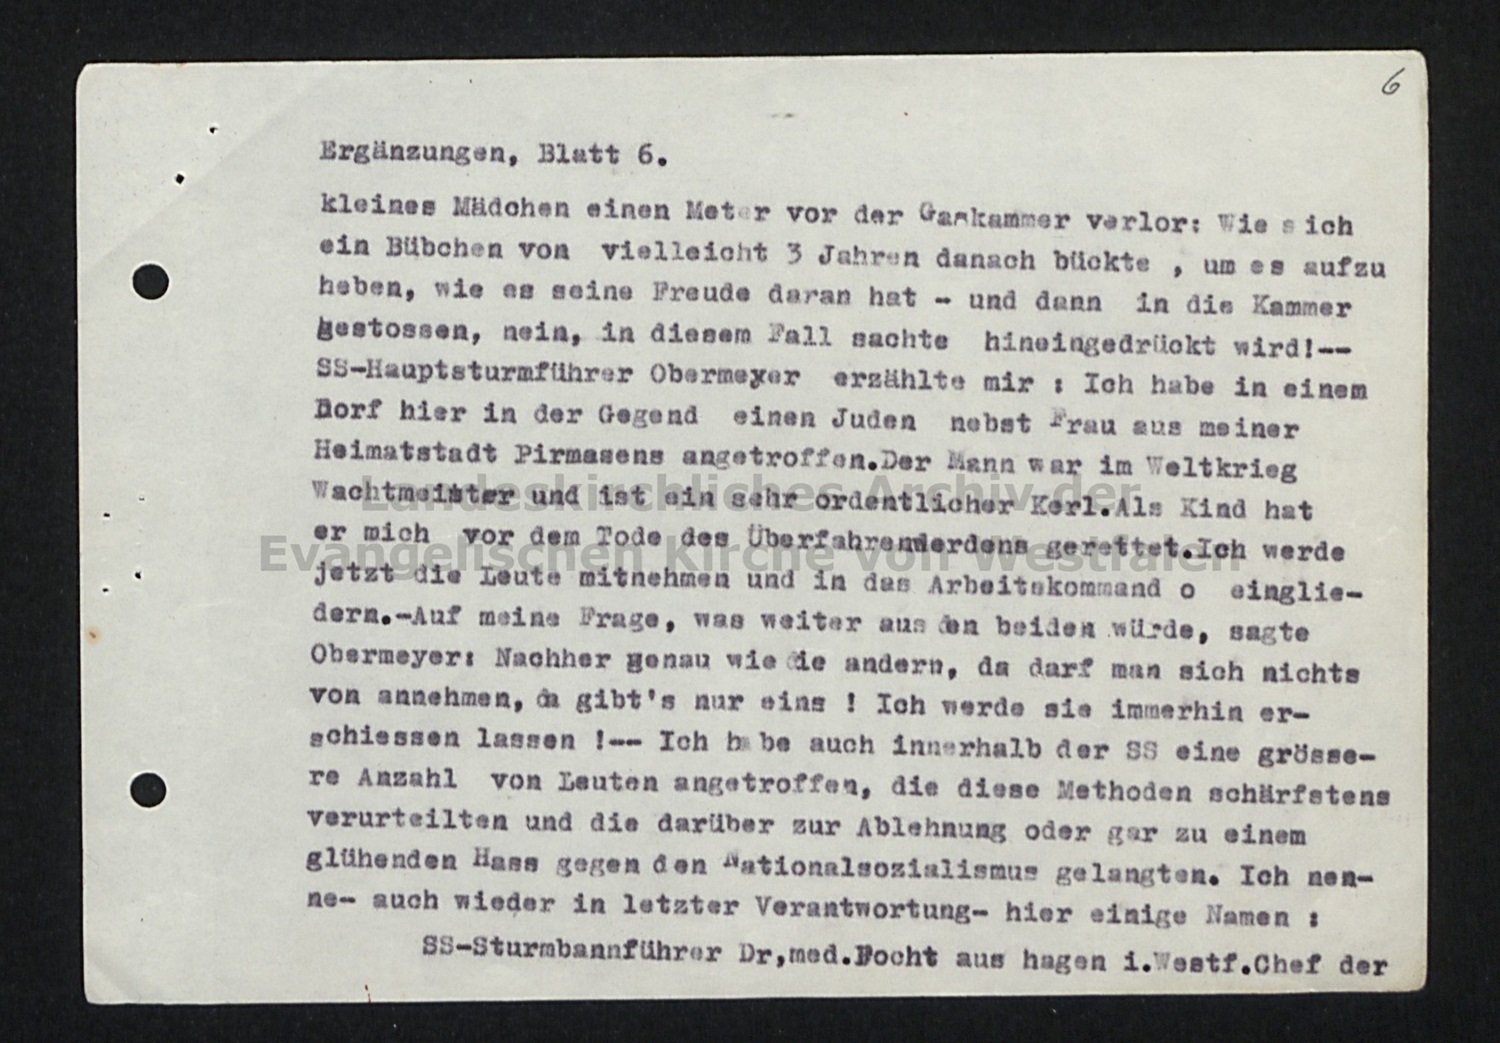 6
Ergänzungen, Blatt 6.
kleines Mädchen einen Meter vor der Gaskammer verlor: Wie sich
ein Bübchen von vielleicht 3 Jahren danach bückte , um es aufzu
heben, wie es seine Freude daran hat - und dann in die Kammer
gestossen, nein, in diesem Fall sachte hineingedrückt wird!--
SS-Hauptsturmführer Obermeyer erzählte mir : Ich habe in einem
Dorf hier in der Gegend einen Juden nebst Frau aus meiner
Heimatstadt Pirmasens angetroffen.Der Mann war im Weltkrieg
Wachtmeister und ist ein sehr ordentlicher Kerl.Als Kind hat
er mich vor dem Tode des Überfahrenwerdens gerettet.Ich werde
jetzt die Leute mitnehmen und in das Arbeitskommand o einglie-
dern.-Auf meine Frage, was weiter aus den beiden würde, sagte
Obermeyer: Nachher genau wie die andern, da darf man sich nichts
von annehmen, da gibt's nur eins ! Ich werde sie immerhin er-
schiessen lassen !-- Ich habe auch innerhalb der SS eine grösse-
re Anzahl von Leuten angetroffen, die diese Methoden schärfstens
verurteilten und die darüber zur Ablehnung oder gar zu einem
glühenden Hass gegen den Nationalsozialismus gelangten. Ich nen-
ne- auch wieder in letzter Verantwortung- hier einige Namen :
SS-Sturmbannführer Dr,med.Focht aus hagen i.Westf.Chef der
Landeskirchliches Archiv der
Evangelischen Kirche von Westfalen